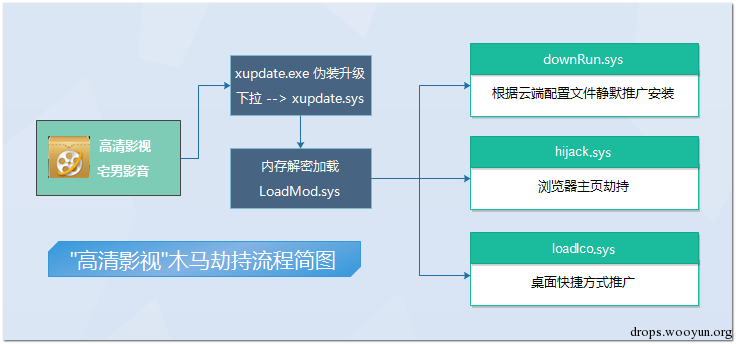 高清影视
宅男影音
xupdate.exe 伪装升级
下拉 --> xupdate.sys
内存解密加载
LoadMod.sys
downRun.sys
根据云端配置文件静默推广安装
hijack.sys
浏览器主页劫持
loadIco.sys
桌面快捷方式推广
"高清影视"木马劫持流程简图
drops.wooyun.org